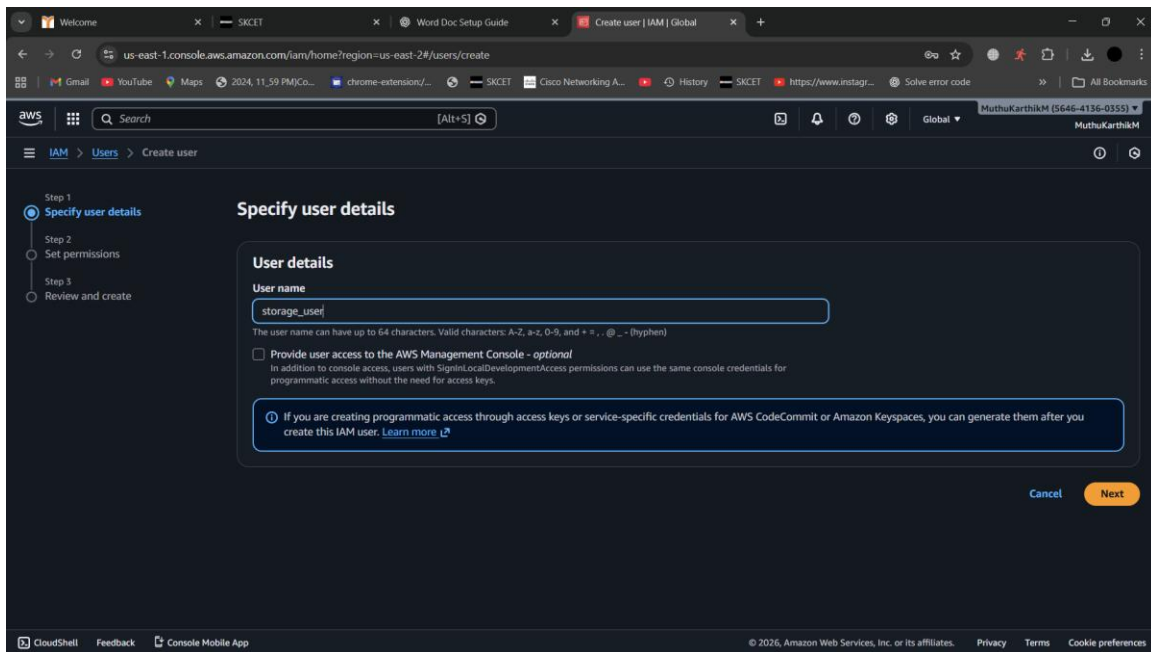 Welcome
SKCET
Word Doc Setup Guide
Create user | IAM | Global
us-east-1.console.aws.amazon.com/iam/home?region=us-east-2#/users/create
Gmail YouTube Maps 2024, 11_59 PM)Co... chrome-extension:/... SKCET Cisco Networking A... History SKCET https://www.instagr... Solve error code » All Bookmarks
aws Search [Alt+S] Global MuthuKarthikM (5646-4136-0355)
MuthuKarthikM
IAM > Users > Create user
Step 1
Specify user details
Step 2
Set permissions
Step 3
Review and create
Specify user details
User details
User name
storage_user
The user name can have up to 64 characters. Valid characters: A-Z, a-z, 0-9, and + = , . @ _ - (hyphen)
Provide user access to the AWS Management Console - optional
In addition to console access, users with SignInLocalDevelopmentAccess permissions can use the same console credentials for
programmatic access without the need for access keys.
If you are creating programmatic access through access keys or service-specific credentials for AWS CodeCommit or Amazon Keyspaces, you can generate them after you
create this IAM user. Learn more
Cancel Next
CloudShell Feedback Console Mobile App © 2026, Amazon Web Services, Inc. or its affiliates. Privacy Terms Cookie preferences